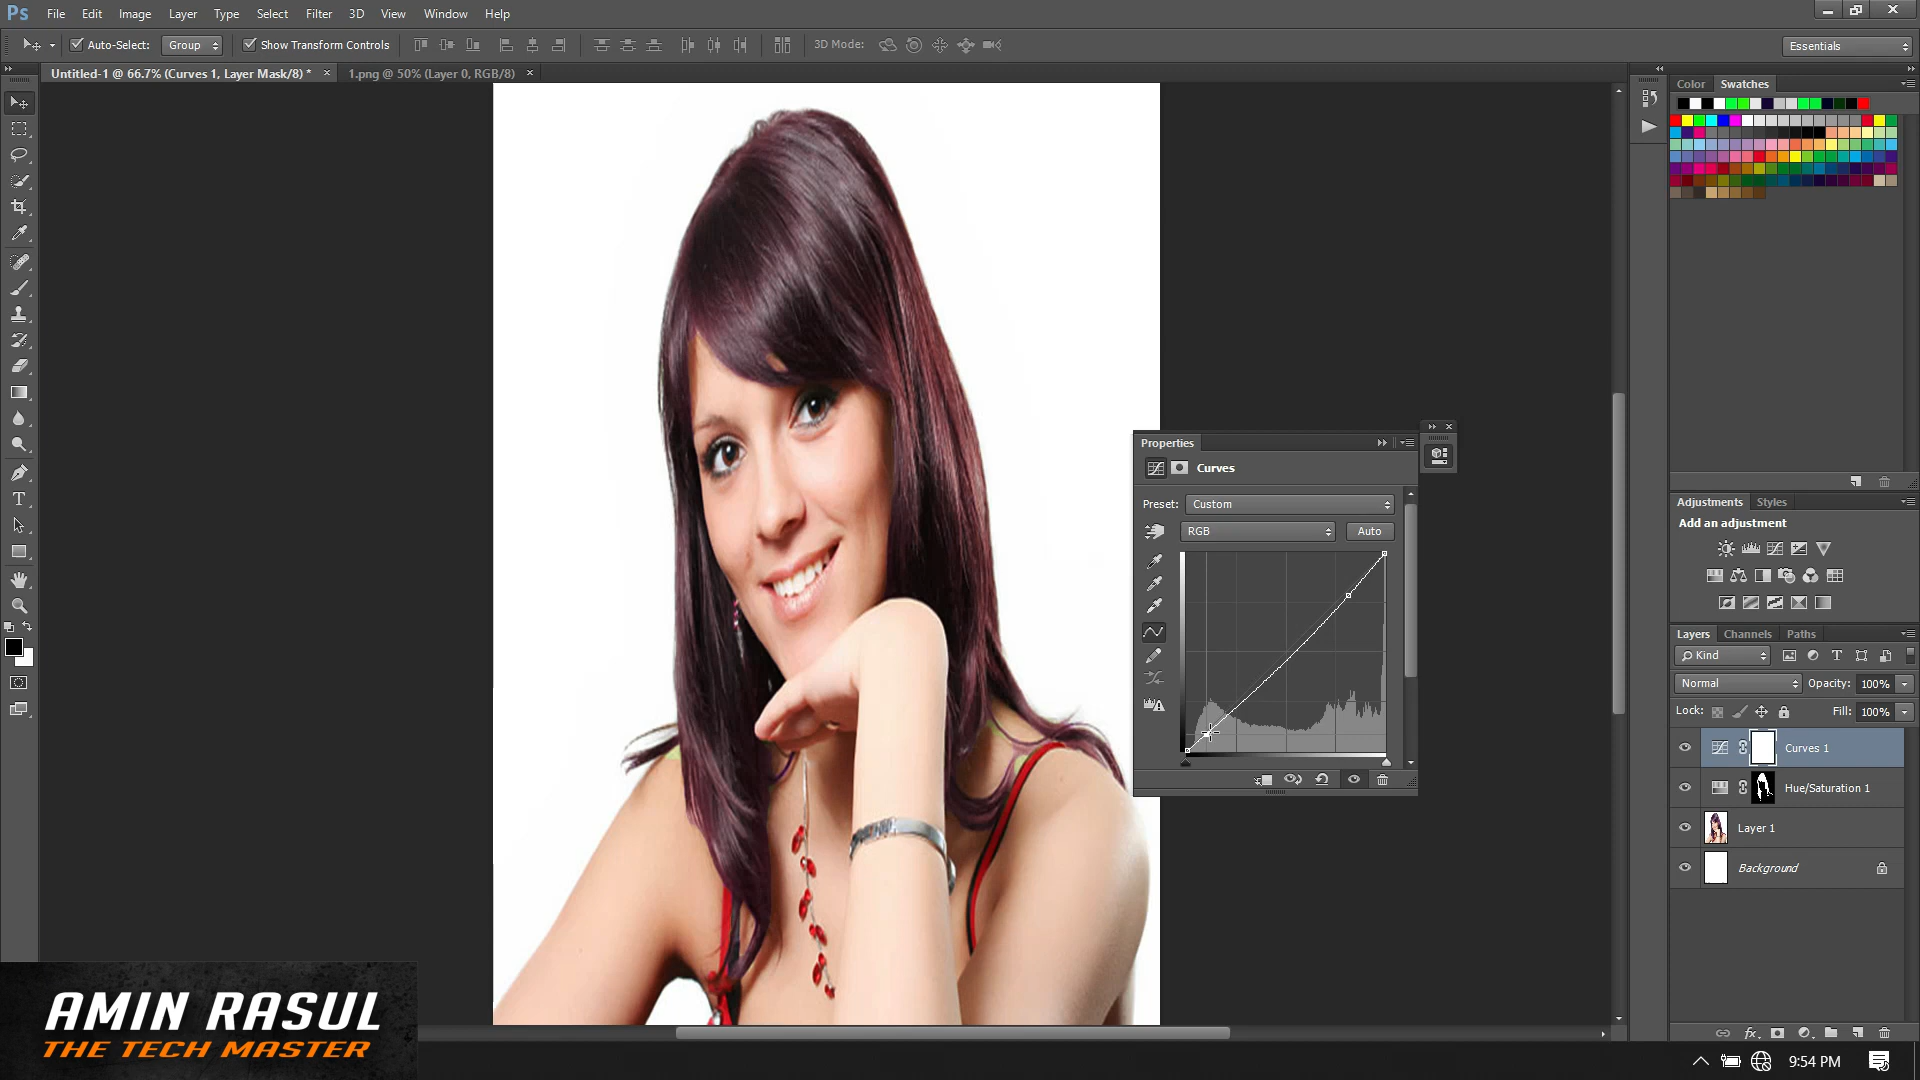 Ps File Edit Image Layer Type Select Filter 3D View Window Help
Auto-Select: Group Show Transform Controls 3D Mode: Essentials
Untitled-1 @ 66.7% (Curves 1, Layer Mask/8) * × 1.png @ 50% (Layer 0, RGB/8) ×
Color Swatches
Properties
Curves
Preset: Custom
RGB Auto
Adjustments Styles
Add an adjustment
Layers Channels Paths
Kind
Normal Opacity: 100%
Lock: Fill: 100%
Curves 1
Hue/Saturation 1
Layer 1
Background
AMIN RASUL
THE TECH MASTER
9:54 PM